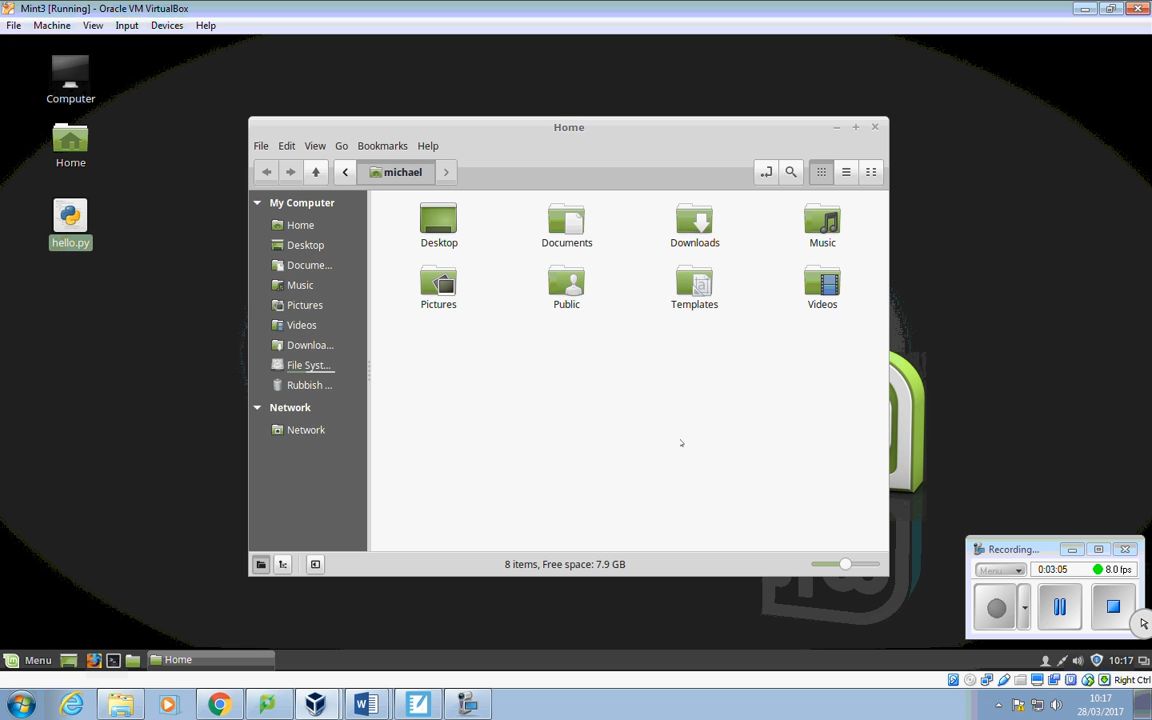 Mint3 [Running] - Oracle VM VirtualBox
File Machine View Input Devices Help
Computer
Home
hello.py
Home
File Edit View Go Bookmarks Help
michael
My Computer
Home
Desktop
Docume...
Music
Pictures
Videos
Downloa...
File Syst...
Rubbish ...
Network
Network
Desktop Documents Downloads Music
Pictures Public Templates Videos
8 items, Free space: 7.9 GB
Recording...
Menu 0:03:05 8.0 fps
Menu Home 10:17
Right Ctrl
10:17
28/03/2017